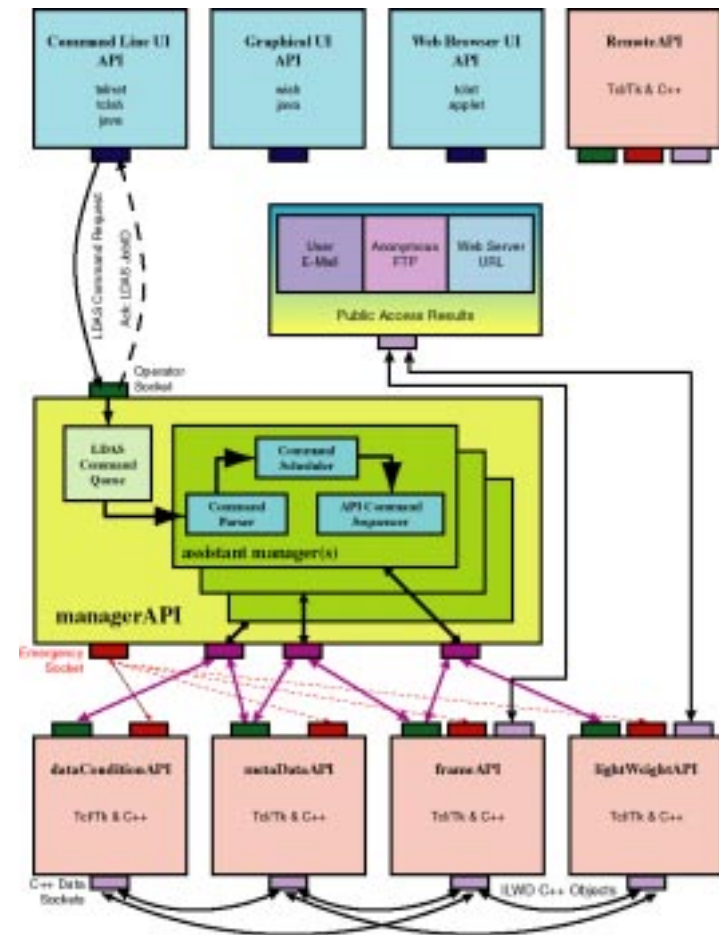 Command Line UI
API
telnet
tclsh
java
Graphical UI
API
wish
java
Web Browser UI
API
tclet
applet
RemoteAPI
Tcl/Tk & C++
LDAS Command Request
Ack: LDAS JobID
User
E-Mail
Anonymous
FTP
Web Server
URL
Public Access Results
Operator
Socket
LDAS
Command
Queue
Command
Scheduler
Command
Parser
API Command
Sequencer
assistant manager(s)
managerAPI
Emergency
Socket
dataConditionAPI
Tcl/Tk & C++
metaDataAPI
Tcl/Tk & C++
frameAPI
Tcl/Tk & C++
lightWeightAPI
Tcl/Tk & C++
C++ Data
Sockets
ILWD C++ Objects